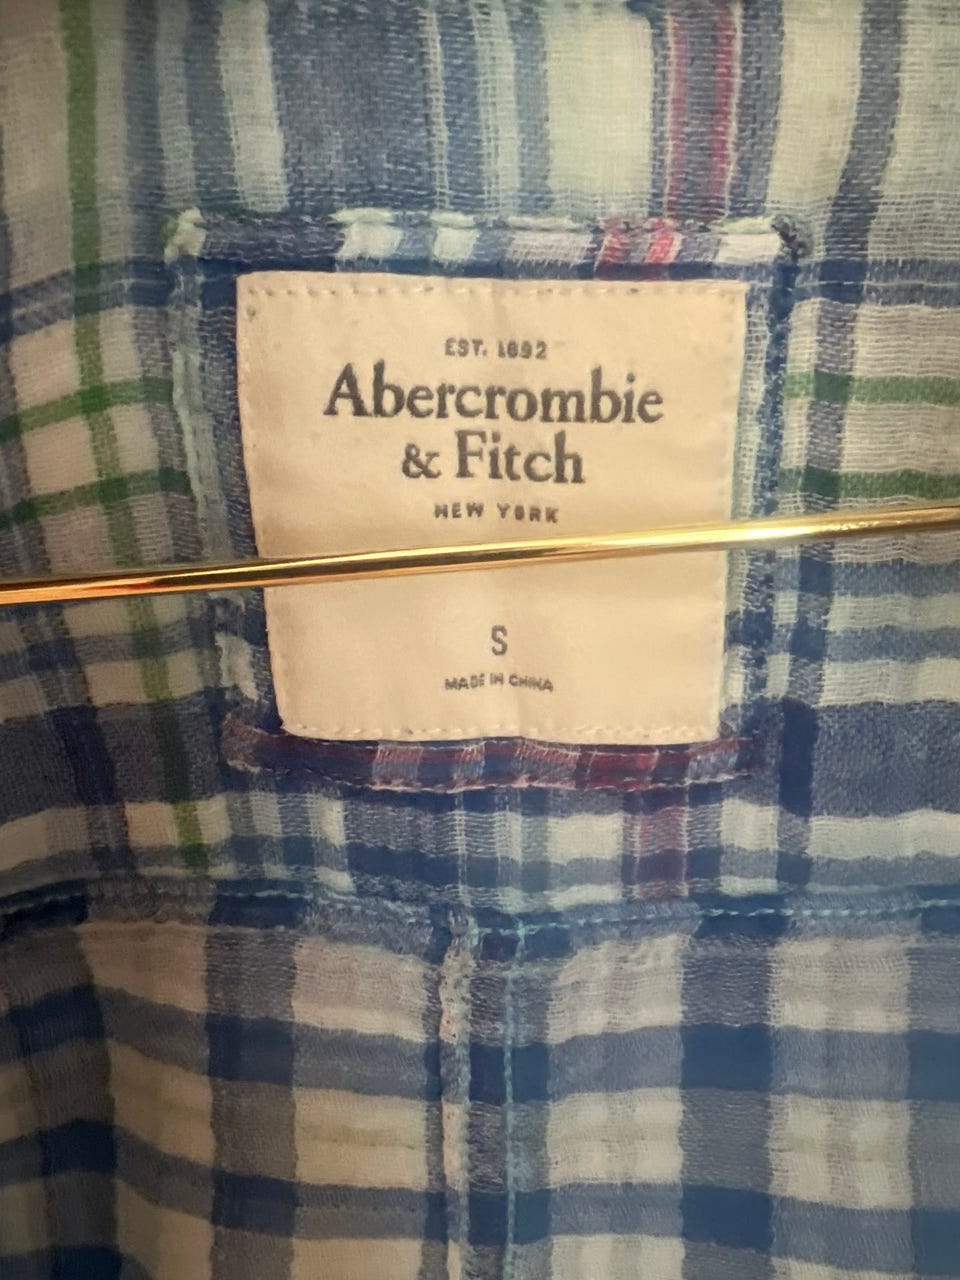 EST. 1892
Abercrombie
& Fitch
NEW YORK
S
MADE IN CHINA